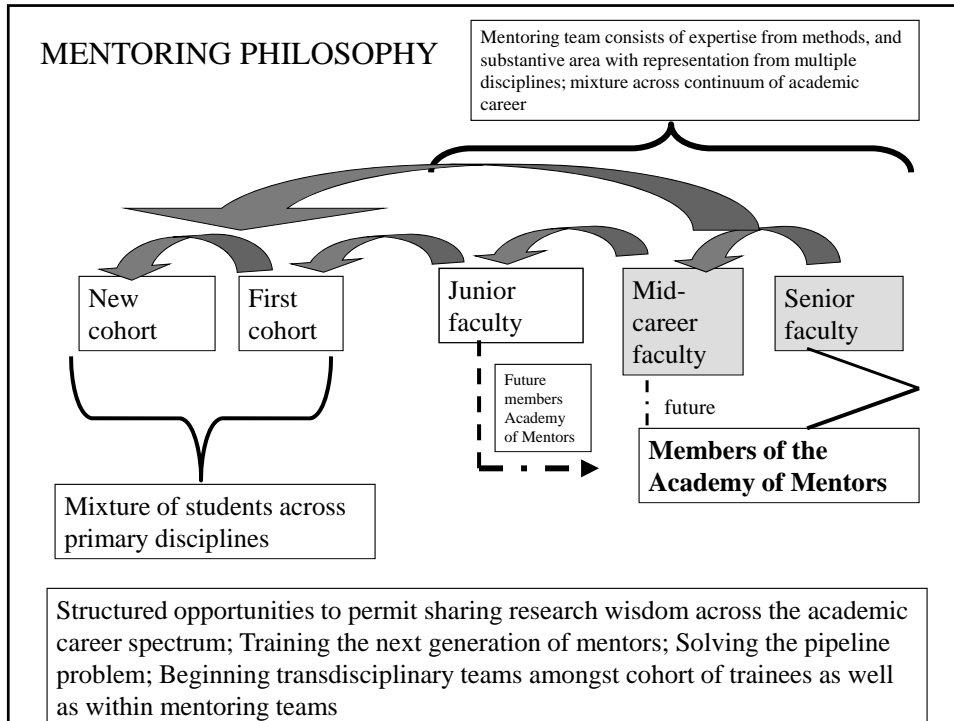 MENTORING PHILOSOPHY
Mentoring team consists of expertise from methods, and
substantive area with representation from multiple
disciplines; mixture across continuum of academic
career
New
cohort
First
cohort
Junior
faculty
Mid-
career
faculty
Senior
faculty
Future
members
Academy
of Mentors
future
Members of the
Academy of Mentors
Mixture of students across
primary disciplines
Structured opportunities to permit sharing research wisdom across the academic
career spectrum; Training the next generation of mentors; Solving the pipeline
problem; Beginning transdisciplinary teams amongst cohort of trainees as well
as within mentoring teams